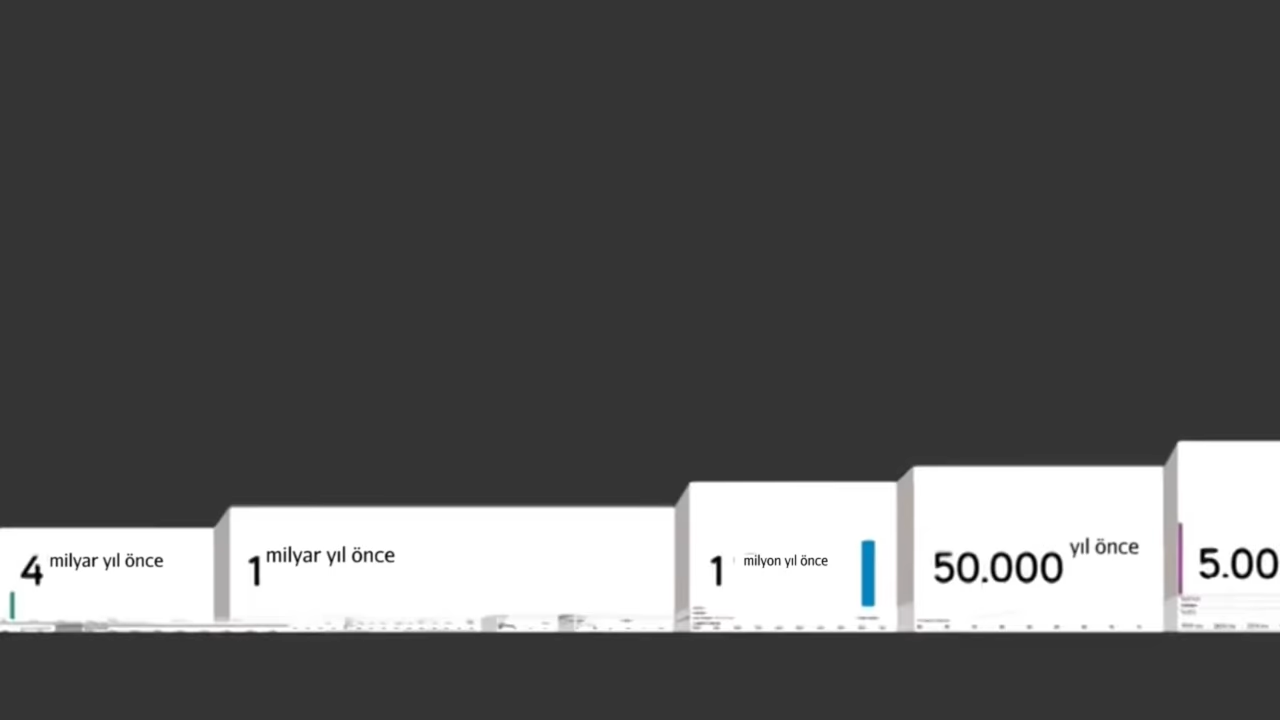 4 milyar yıl önce
1 milyar yıl önce
1 milyon yıl önce
50.000 yıl önce
5.00